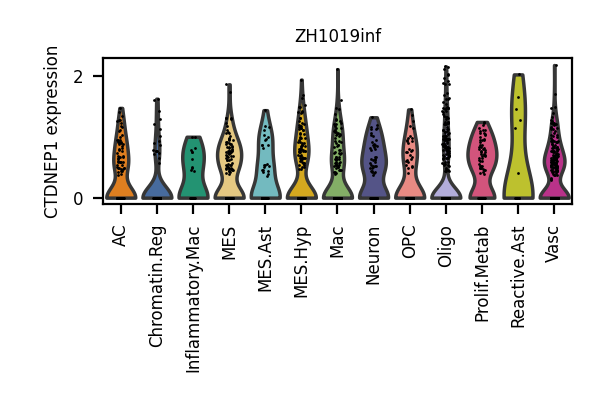 ZH1019inf
CTDNEP1 expression
2
0
AC
Chromatin.Reg
Inflammatory.Mac
MES
MES.Ast
MES.Hyp
Mac
Neuron
OPC
Oligo
Prolif.Metab
Reactive.Ast
Vasc